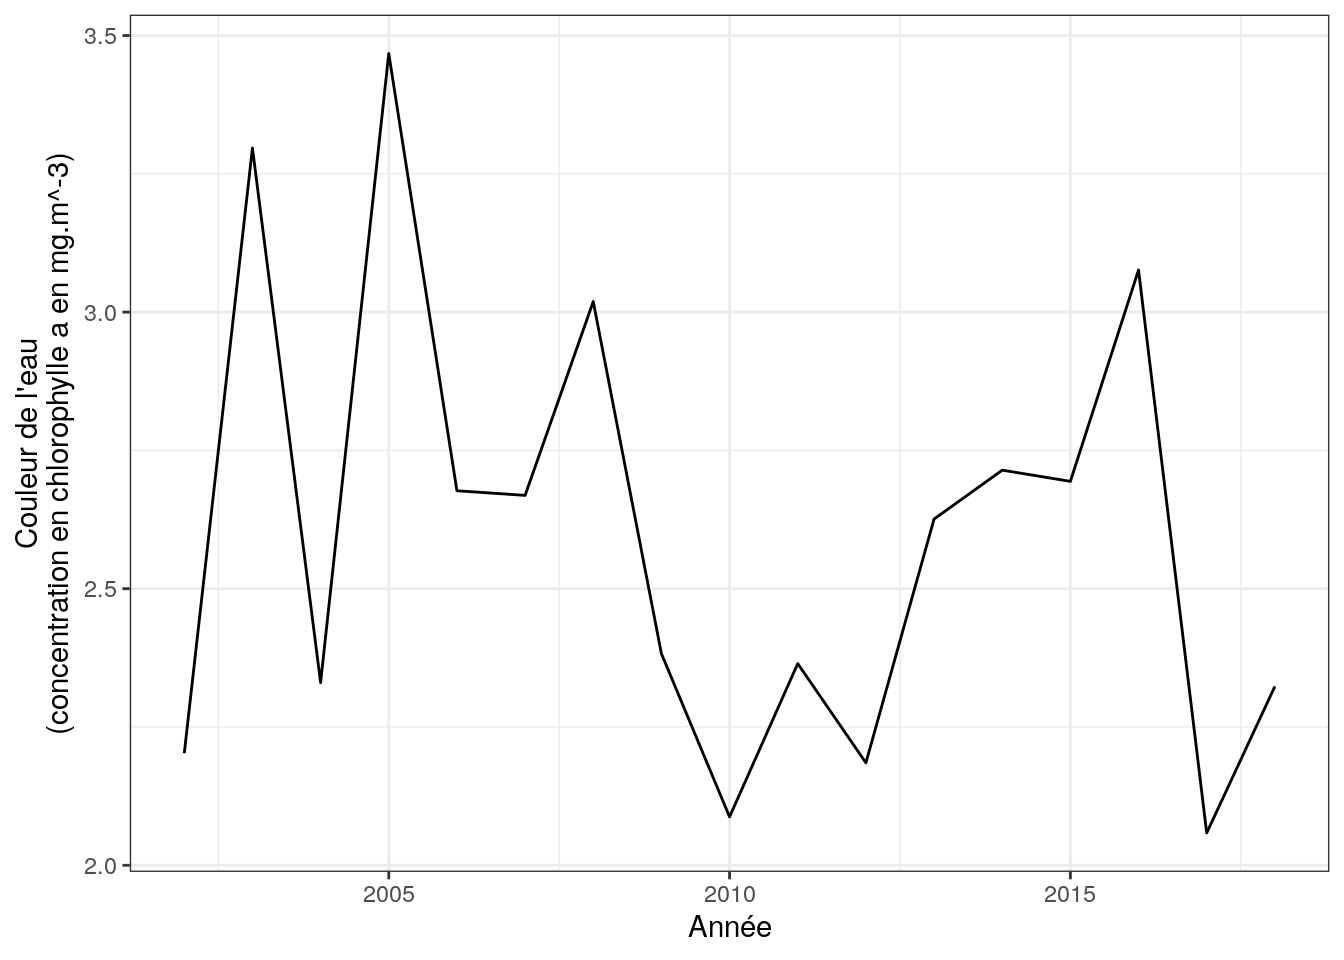 Couleur de l'eau
(concentration en chlorophylle a en mg.m^-3)
3.5
3.0
2.5
2.0
2005
2010
2015
Année